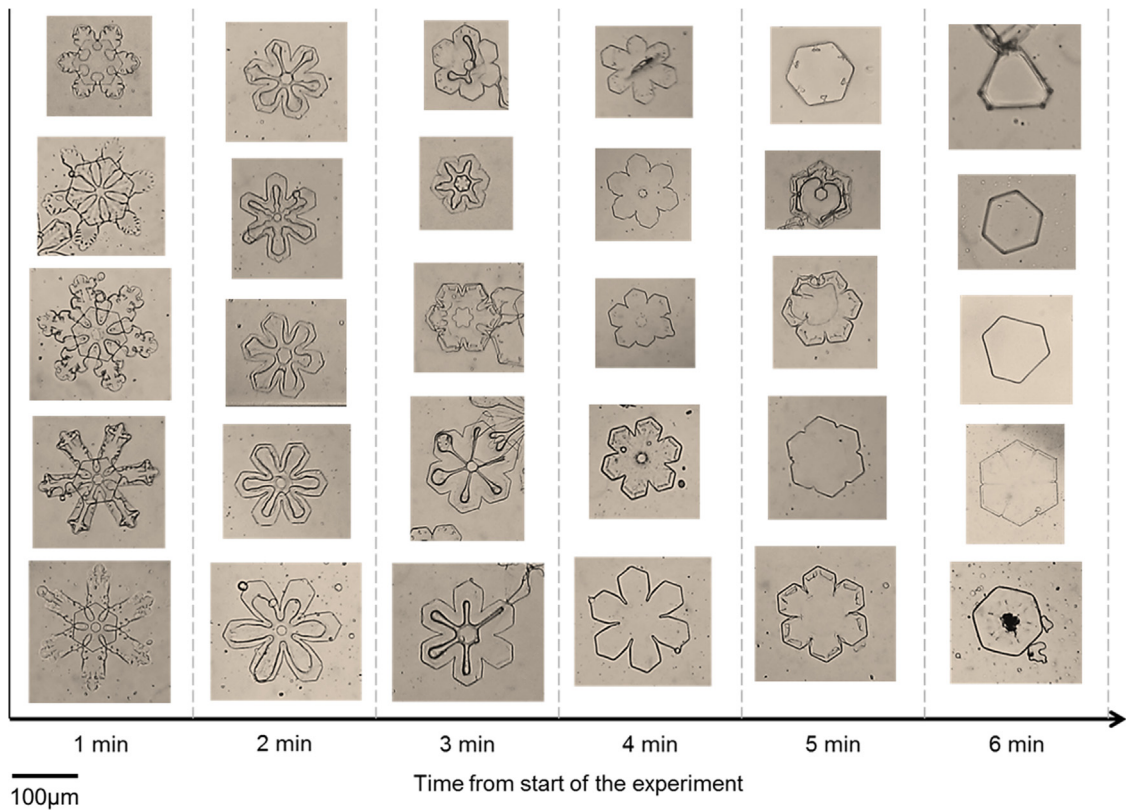 1 min
2 min
3 min
4 min
5 min
6 min
Time from start of the experiment
100μm